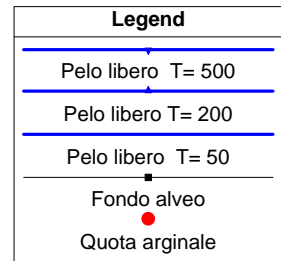 Legend
Pelo libero T= 500
Pelo libero T= 200
Pelo libero T= 50
Fondo alveo
Quota arginale